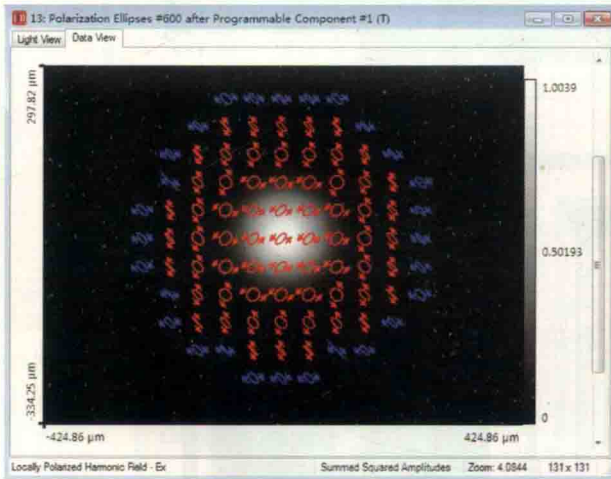 13: Polarization Ellipses #600 after Programmable Component #1 (T)
Light View Data View
297.82 μm
-334.25 μm
-424.86 μm
424.86 μm
1.0039
0.50193
0
Locally Polarized Harmonic Field - Ex Summed Squared Amplitudes Zoom: 4.0844 131 x 131